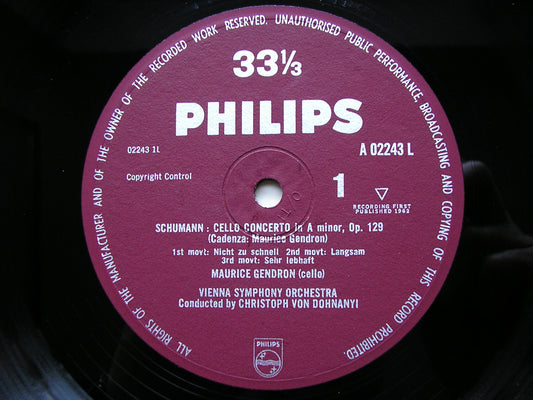 ALL RIGHTS OF THE MANUFACTURER AND OF THE OWNER OF THE RECORDED WORK RESERVED. UNAUTHORISED PUBLIC PERFORMANCE, BROADCASTING AND COPYING OF THIS RECORD PROHIBITED.
33⅓
PHILIPS
02243 1L
A 02243 L
Copyright Control
1
RECORDING FIRST
PUBLISHED 1962
SCHUMANN : CELLO CONCERTO in A minor, Op. 129
(Cadenza: Maurice Gendron)
1st movt: Nicht zu schnell 2nd movt: Langsam
3rd movt: Sehr lebhaft
MAURICE GENDRON (cello)
VIENNA SYMPHONY ORCHESTRA
Conducted by CHRISTOPH VON DOHNANYI
PHILIPS